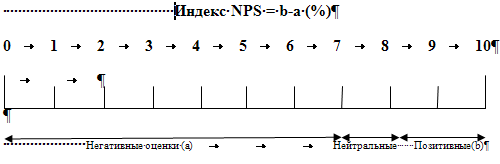 Индекс NPS = b-a (%)¶
0 → 1 → 2 → 3 → 4 → 5 → 6 → 7 → 8 → 9 → 10¶
→ → ¶
¶
Негативные оценки (a) → → → Нейтральные Позитивные(b)¶